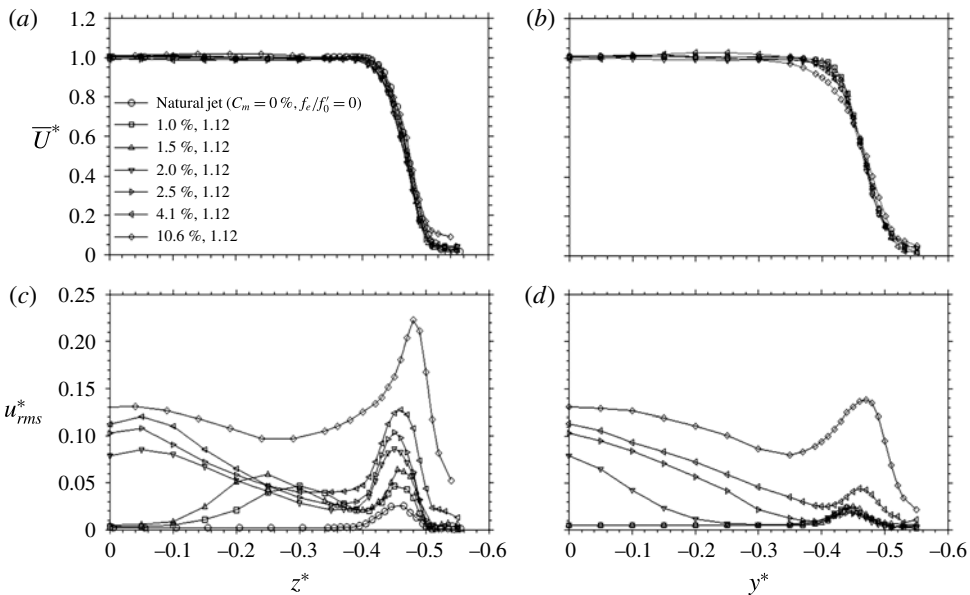 (a)
(b)
1.2
1.0
0.8
0.6
0.4
0.2
0
U̅*
Natural jet (C_m = 0 %, f_e/f′_0 = 0)
1.0 %, 1.12
1.5 %, 1.12
2.0 %, 1.12
2.5 %, 1.12
4.1 %, 1.12
10.6 %, 1.12
(c)
(d)
0.25
0.20
0.15
0.10
0.05
0
u*_rms
0 –0.1 –0.2 –0.3 –0.4 –0.5 –0.6
0 –0.1 –0.2 –0.3 –0.4 –0.5 –0.6
z*
y*